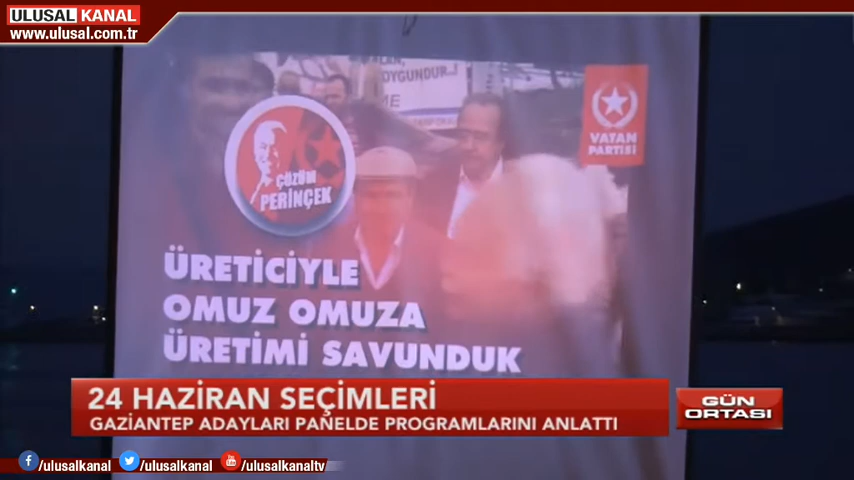 ULUSAL KANAL
www.ulusal.com.tr
OYGUNDUR..!
VATAN
PARTİSİ
ÇÖZÜM
PERİNÇEK
ÜRETİCİYLE
OMUZ OMUZA
ÜRETİMİ SAVUNDUK
24 HAZİRAN SEÇİMLERİ
GAZİANTEP ADAYLARI PANELDE PROGRAMLARINI ANLATTI
GÜN
ORTASI
/ulusalkanal /ulusalkanal /ulusalkanaltv